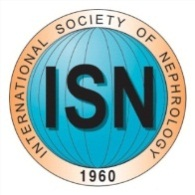 INTERNATIONAL SOCIETY OF NEPHROLOGY
ISN
1960